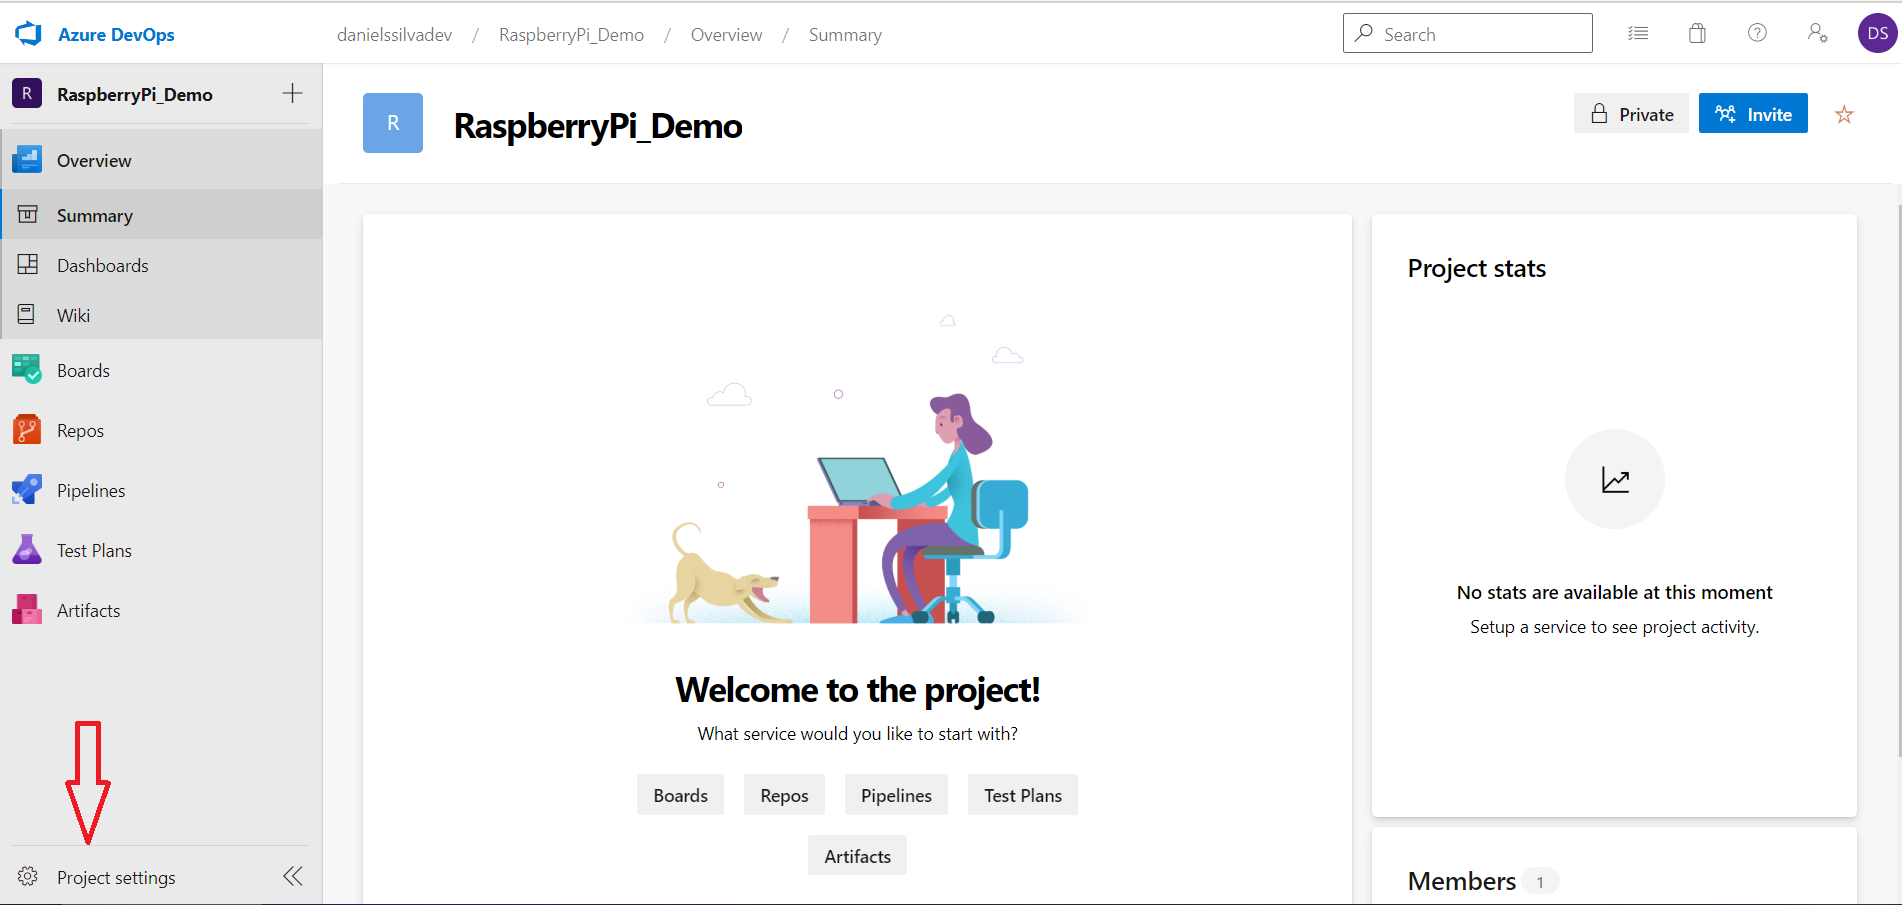 Azure DevOps
danielssilvadev / RaspberryPi_Demo / Overview / Summary
Search
DS
R RaspberryPi_Demo
Overview
Summary
Dashboards
Wiki
Boards
Repos
Pipelines
Test Plans
Artifacts
Project settings
R RaspberryPi_Demo
Private
Invite
Welcome to the project!
What service would you like to start with?
Boards Repos Pipelines Test Plans
Artifacts
Project stats
No stats are available at this moment
Setup a service to see project activity.
Members 1